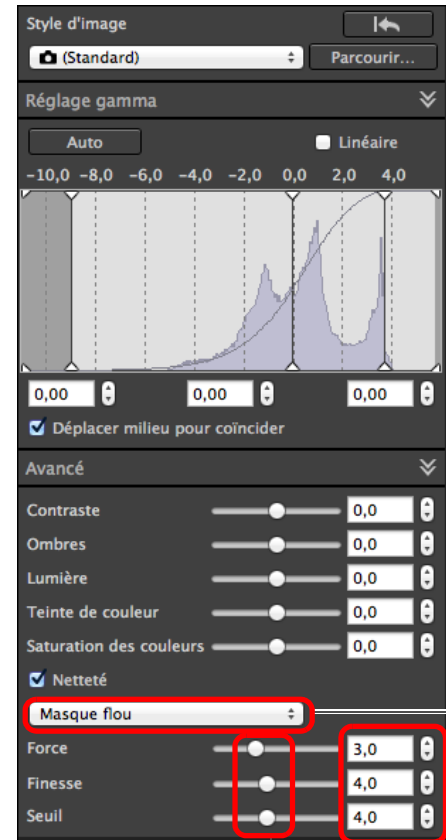 Style d'image
(Standard) Parcourir...
Réglage gamma
Auto Linéaire
-10,0 -8,0 -6,0 -4,0 -2,0 0,0 2,0 4,0
0,00 0,00 0,00
Déplacer milieu pour coïncider
Avancé
Contraste 0,0
Ombres 0,0
Lumière 0,0
Teinte de couleur 0,0
Saturation des couleurs 0,0
Netteté
Masque flou
Force 3,0
Finesse 4,0
Seuil 4,0